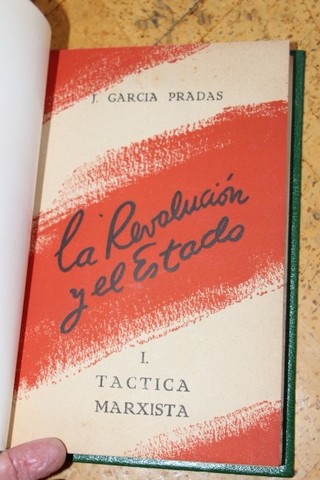 J. GARCIA PRADAS
La Revolución
y el Estado
I.
TACTICA
MARXISTA